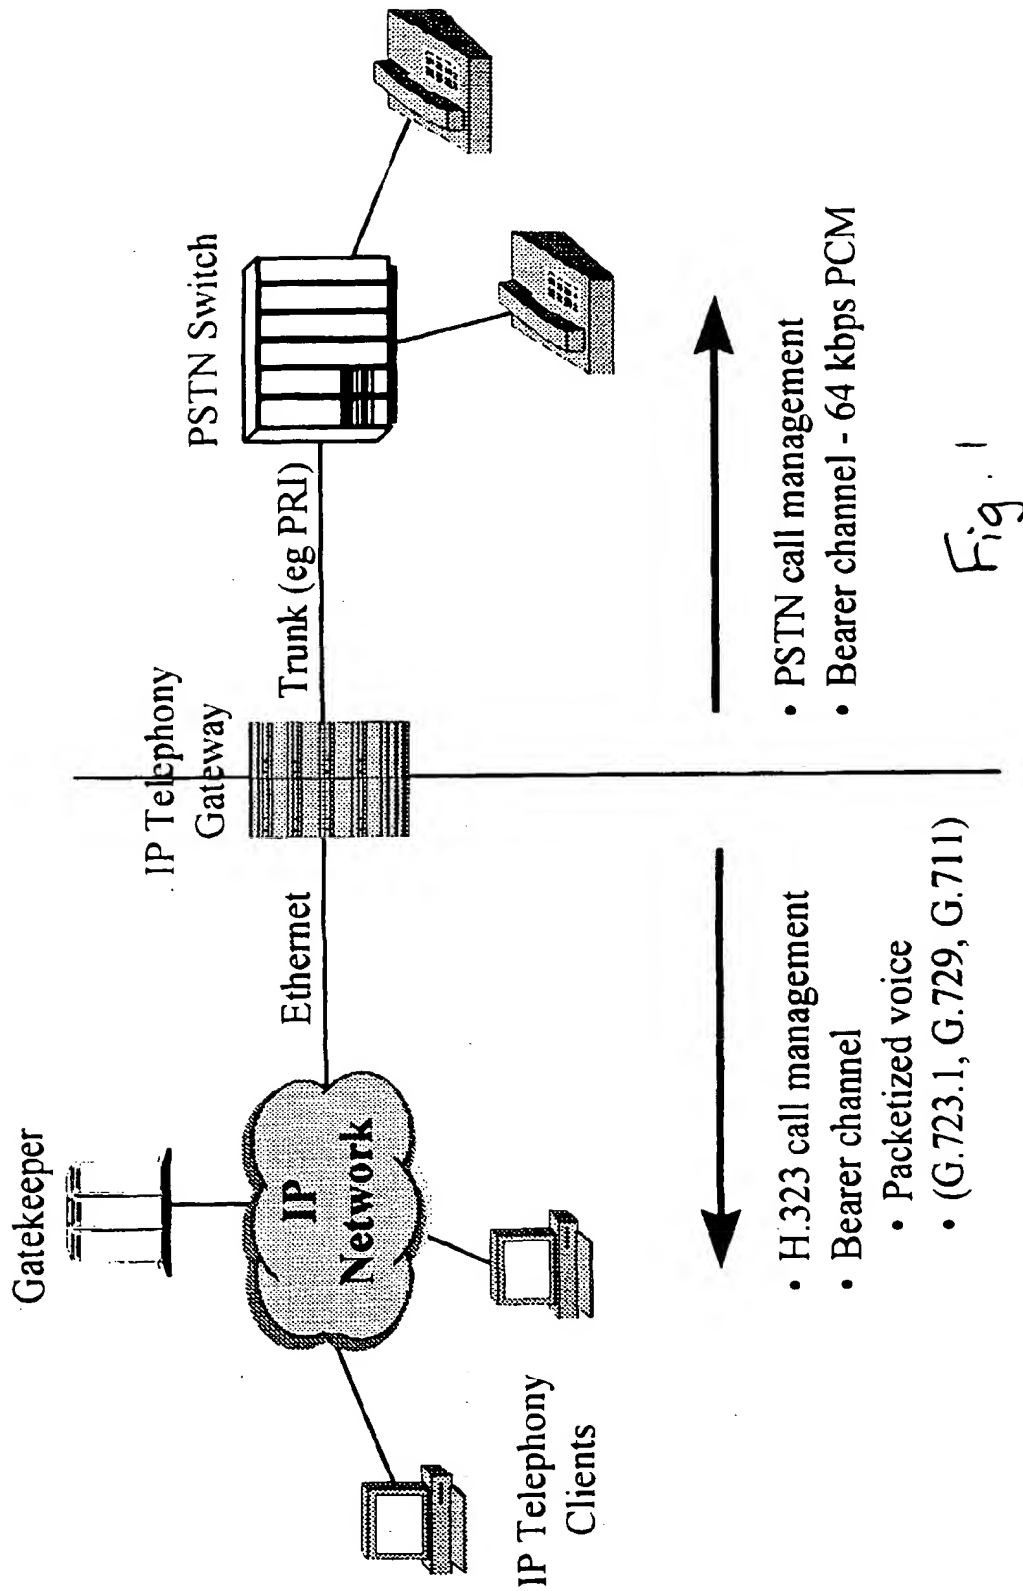 Gatekeeper
IP
Network
IP Telephony
Clients
Ethernet
IP Telephony
Gateway
Trunk (eg PRI)
PSTN Switch
• H.323 call management
• Bearer channel
• Packetized voice
• (G.723.1, G.729, G.711)
• PSTN call management
• Bearer channel - 64 kbps PCM
Fig. 1